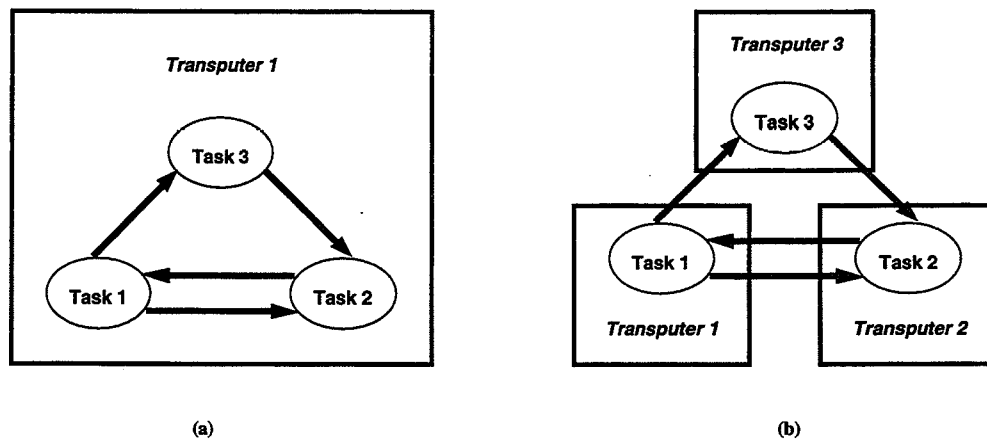 Transputer 1
Task 3
Task 1
Task 2
(a)
Transputer 3
Task 3
Task 1
Task 2
Transputer 1
Transputer 2
(b)